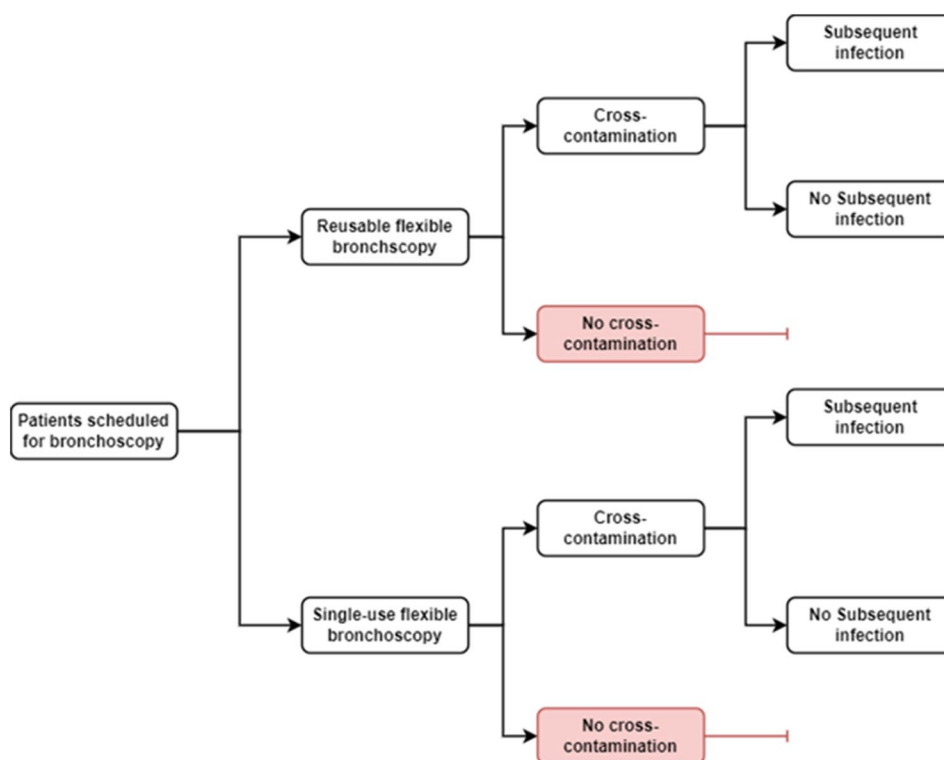 Subsequent
infection
Cross-
contamination
No Subsequent
infection
Reusable flexible
bronchscopy
No cross-
contamination
Patients scheduled
for bronchoscopy
Subsequent
infection
Cross-
contamination
Single-use flexible
bronchoscopy
No Subsequent
infection
No cross-
contamination